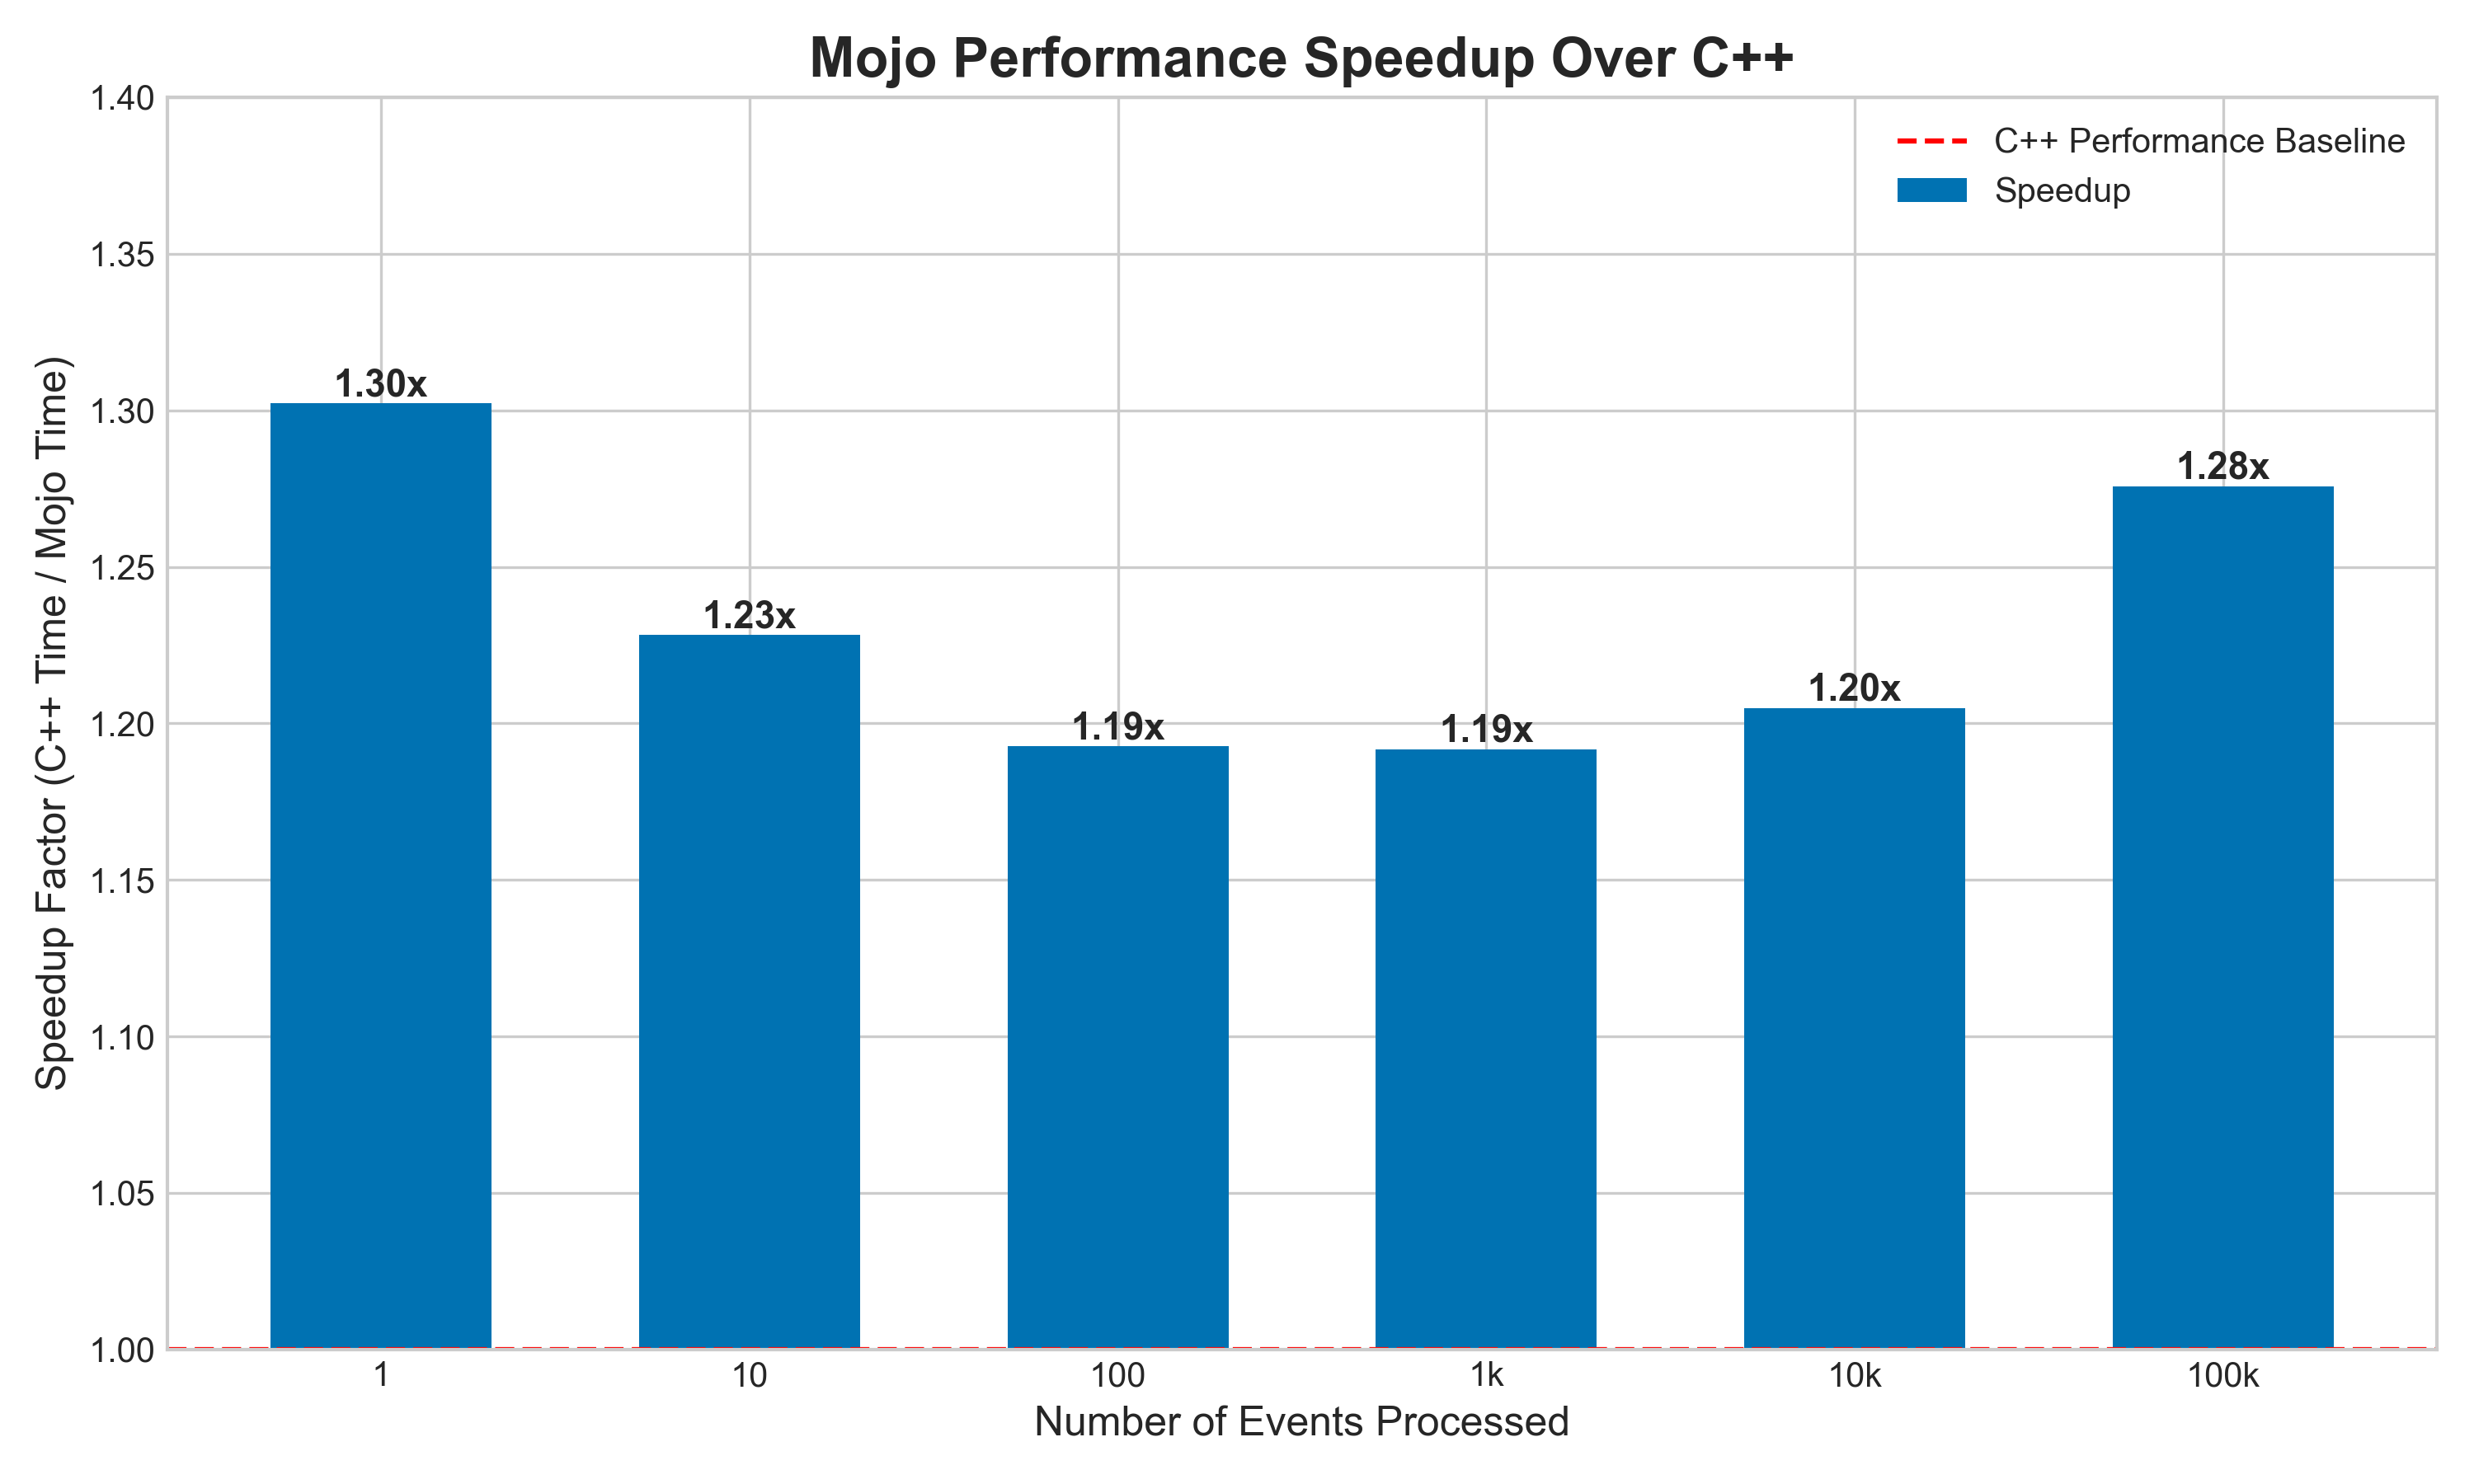 Mojo Performance Speedup Over C++
C++ Performance Baseline
Speedup
Speedup Factor (C++ Time / Mojo Time)
1.40
1.35
1.30
1.25
1.20
1.15
1.10
1.05
1.00
1.30x
1.23x
1.19x
1.19x
1.20x
1.28x
1 10 100 1k 10k 100k
Number of Events Processed